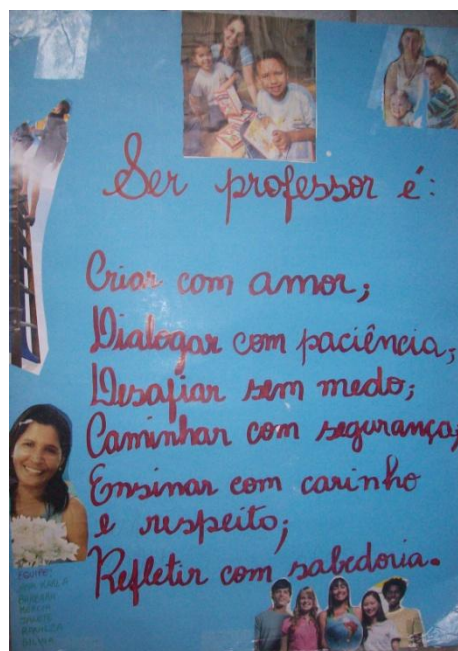 Ser professor é:
Criar com amor;
Dialogar com paciência;
Desafiar sem medo;
Caminhar com segurança;
Ensinar com carinho
e respeito;
Refletir com sabedoria.
EQUIPE: